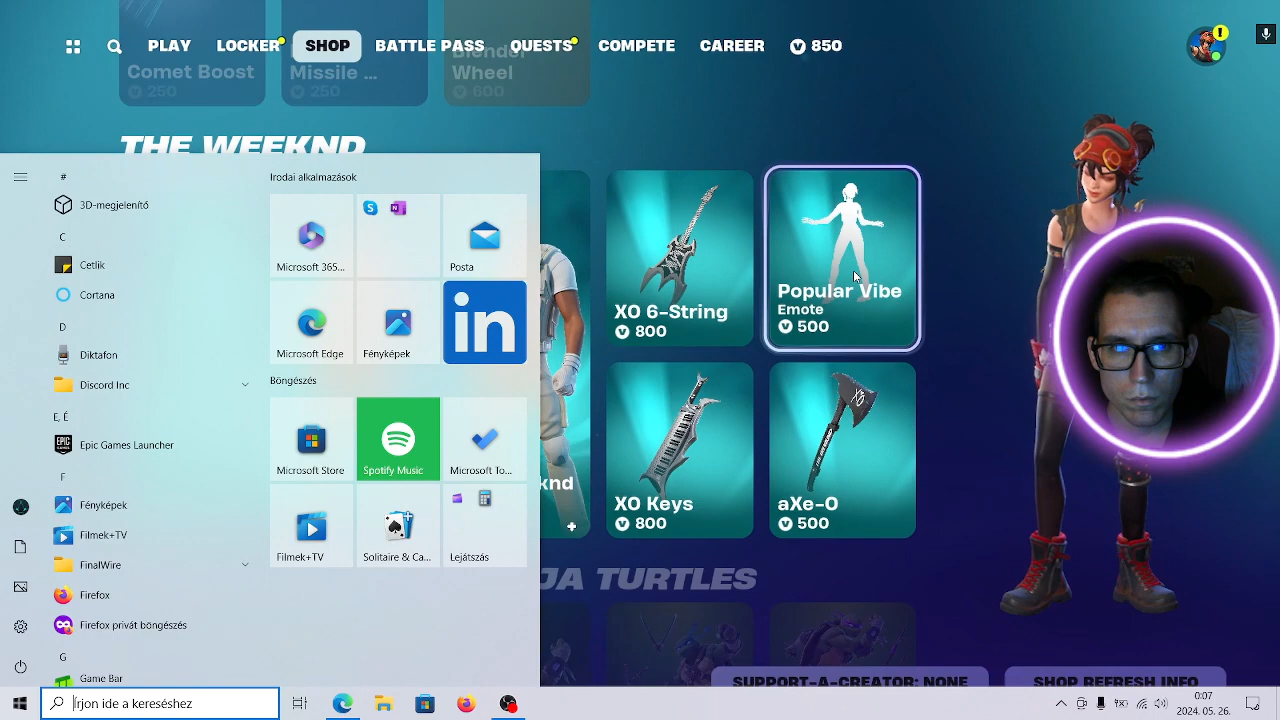 PLAY LOCKER SHOP BATTLE PASS QUESTS COMPETE CAREER V 850
Comet Boost
250
Missile ...
250
Blender
Wheel
600
THE WEEKND
XO 6-String
800
Popular Vibe
Emote
500
knd
XO Keys
800
aXe-O
500
JA TURTLES
SUPPORT-A-CREATOR: NONE
SHOP REFRESH INFO
#
3D-megjelenítő
C
Cetlik
Cortana
D
Diktafon
Discord Inc
E, É
Epic Games Launcher
F
Fényképek
Filmek+TV
FinalWire
Firefox
Firefox privát böngészés
G
Game Bar
Irodai alkalmazások
Microsoft 365...
Posta
Microsoft Edge
Fényképek
in
Böngészés
Microsoft Store
Spotify Music
Microsoft To...
Filmek+TV
Solitaire & Ca...
Lejátszás
Írjon ide a kereséshez
0:07
2024. 05. 26.